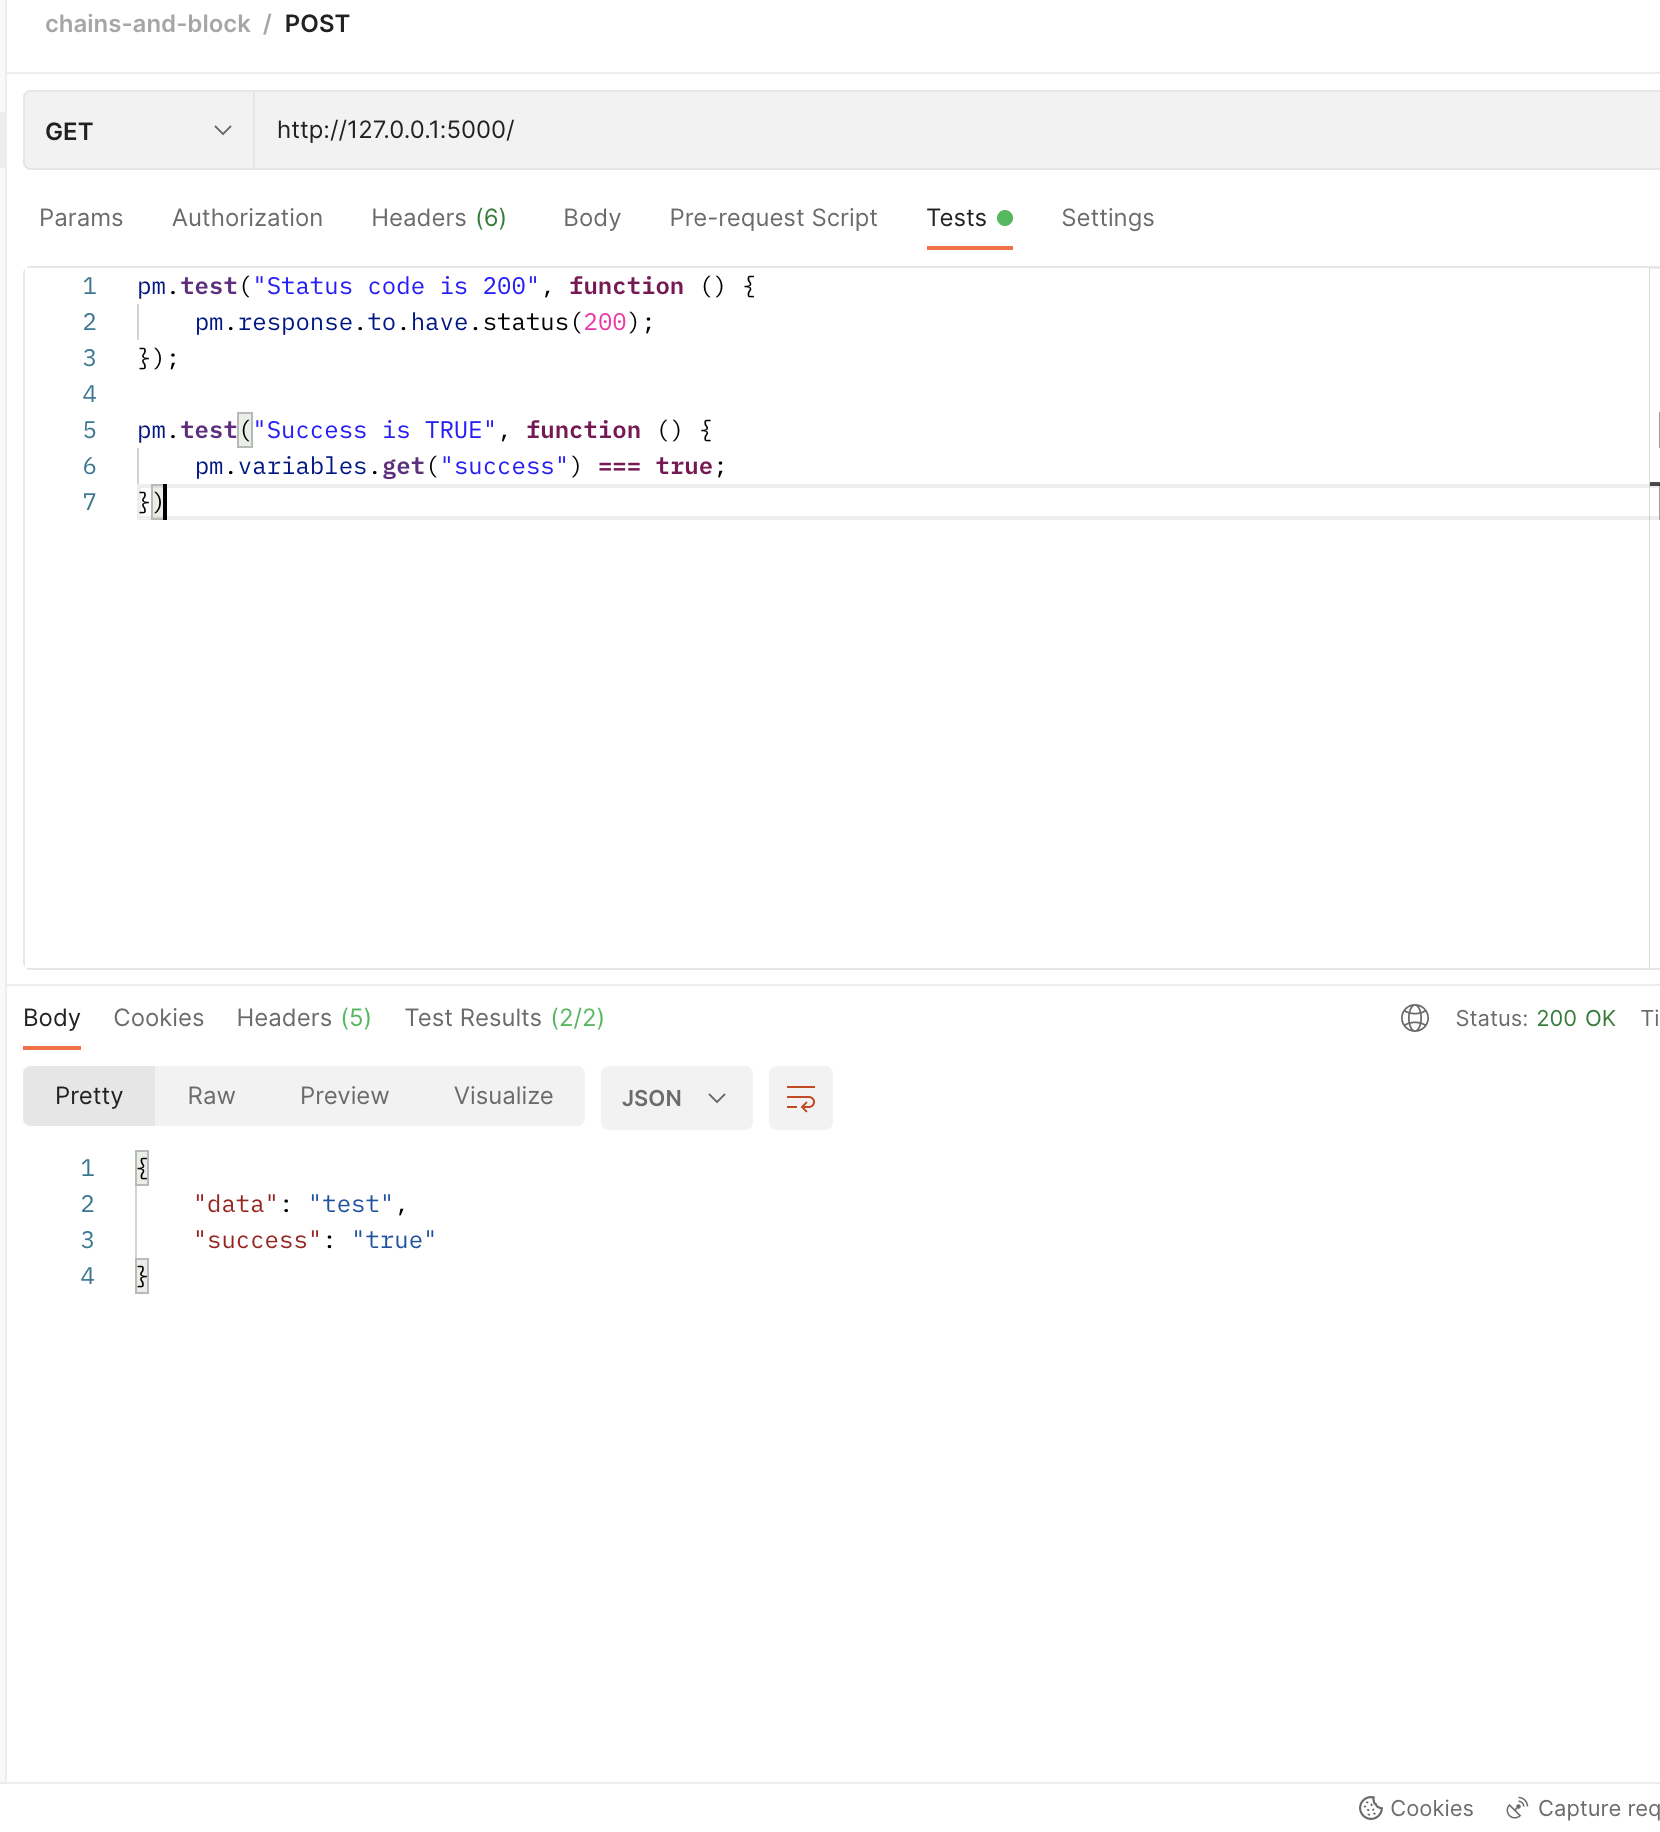 chains-and-block / POST
GET http://127.0.0.1:5000/
Params Authorization Headers (6) Body Pre-request Script Tests Settings
1 pm.test("Status code is 200", function () {
2 pm.response.to.have.status(200);
3 });
4
5 pm.test("Success is TRUE", function () {
6 pm.variables.get("success") === true;
7 })
Body Cookies Headers (5) Test Results (2/2) Status: 200 OK Ti
Pretty Raw Preview Visualize JSON
1 {
2 "data": "test",
3 "success": "true"
4 }
Cookies Capture req